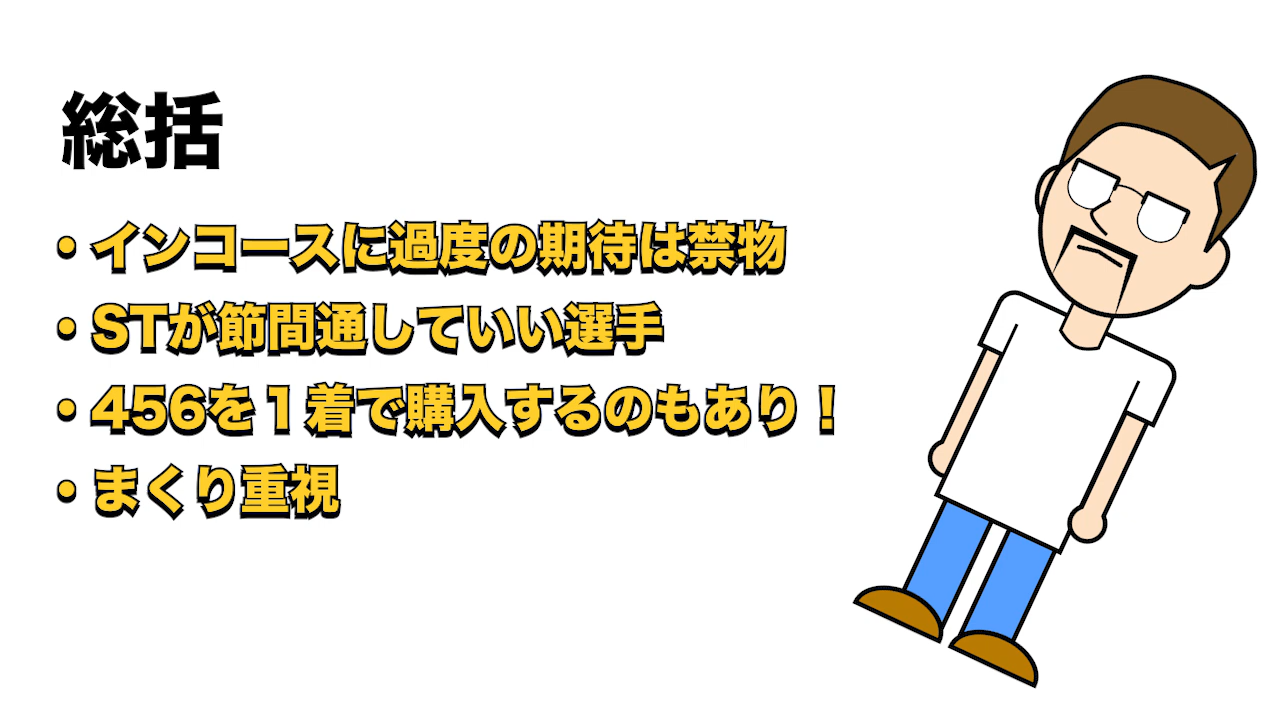 総括
・インコースに過度の期待は禁物
・STが節間通していい選手
・456を１着で購入するのもあり！
・まくり重視